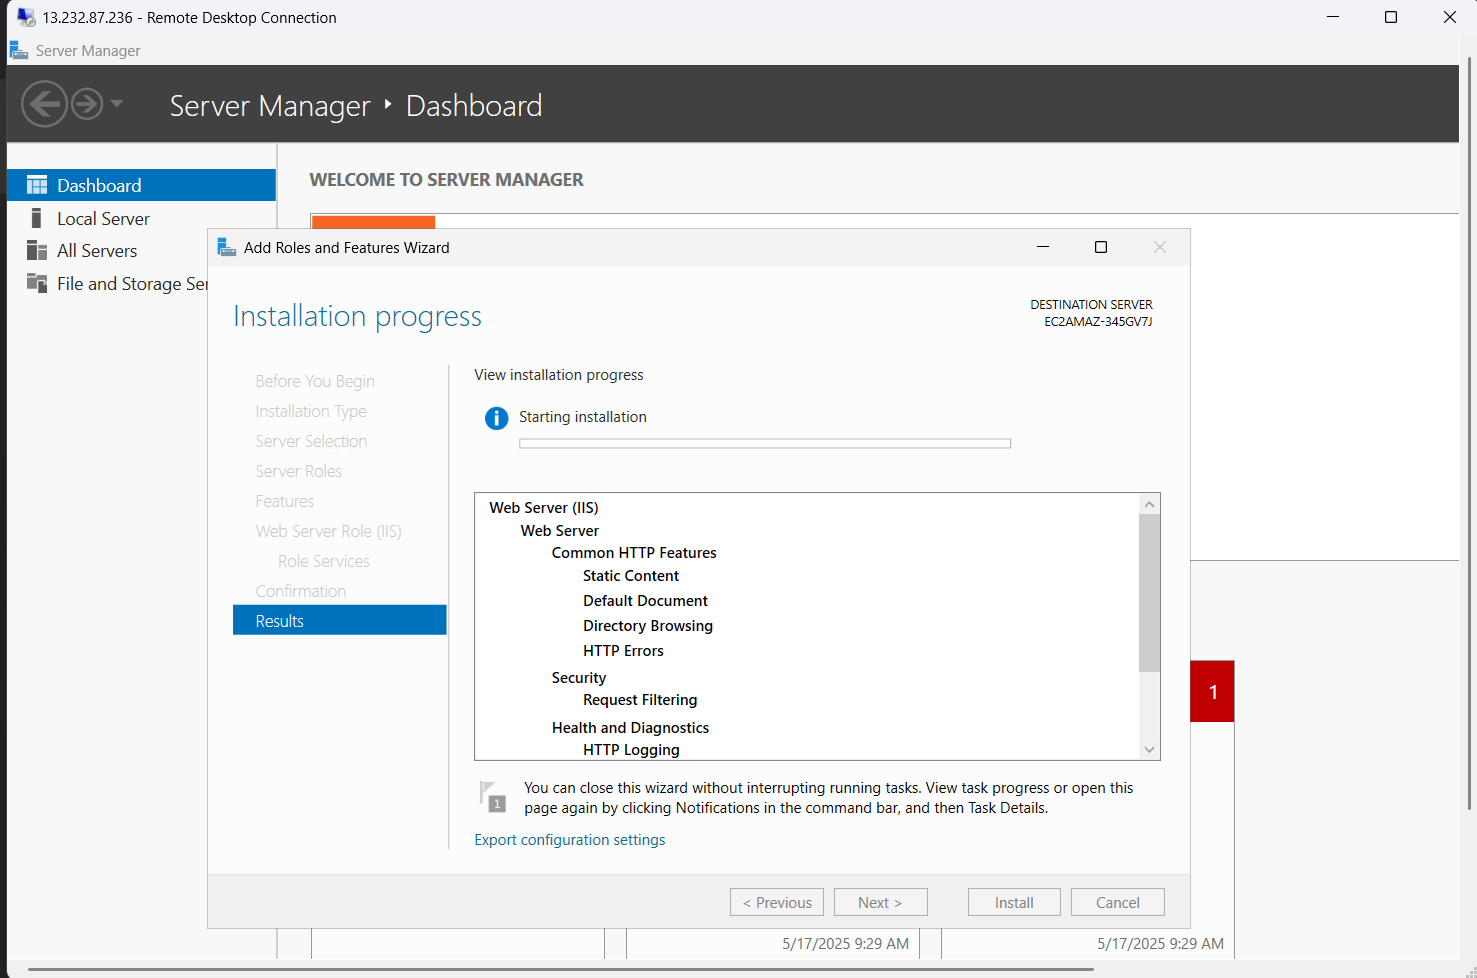 13.232.87.236 - Remote Desktop Connection
Server Manager
Server Manager ‣ Dashboard
Dashboard
Local Server
All Servers
File and Storage Ser
WELCOME TO SERVER MANAGER
Add Roles and Features Wizard
Installation progress
DESTINATION SERVER
EC2AMAZ-345GV7J
Before You Begin
Installation Type
Server Selection
Server Roles
Features
Web Server Role (IIS)
Role Services
Confirmation
Results
View installation progress
Starting installation
Web Server (IIS)
Web Server
Common HTTP Features
Static Content
Default Document
Directory Browsing
HTTP Errors
Security
Request Filtering
Health and Diagnostics
HTTP Logging
1
You can close this wizard without interrupting running tasks. View task progress or open this
page again by clicking Notifications in the command bar, and then Task Details.
Export configuration settings
< Previous
Next >
Install
Cancel
1
5/17/2025 9:29 AM
5/17/2025 9:29 AM